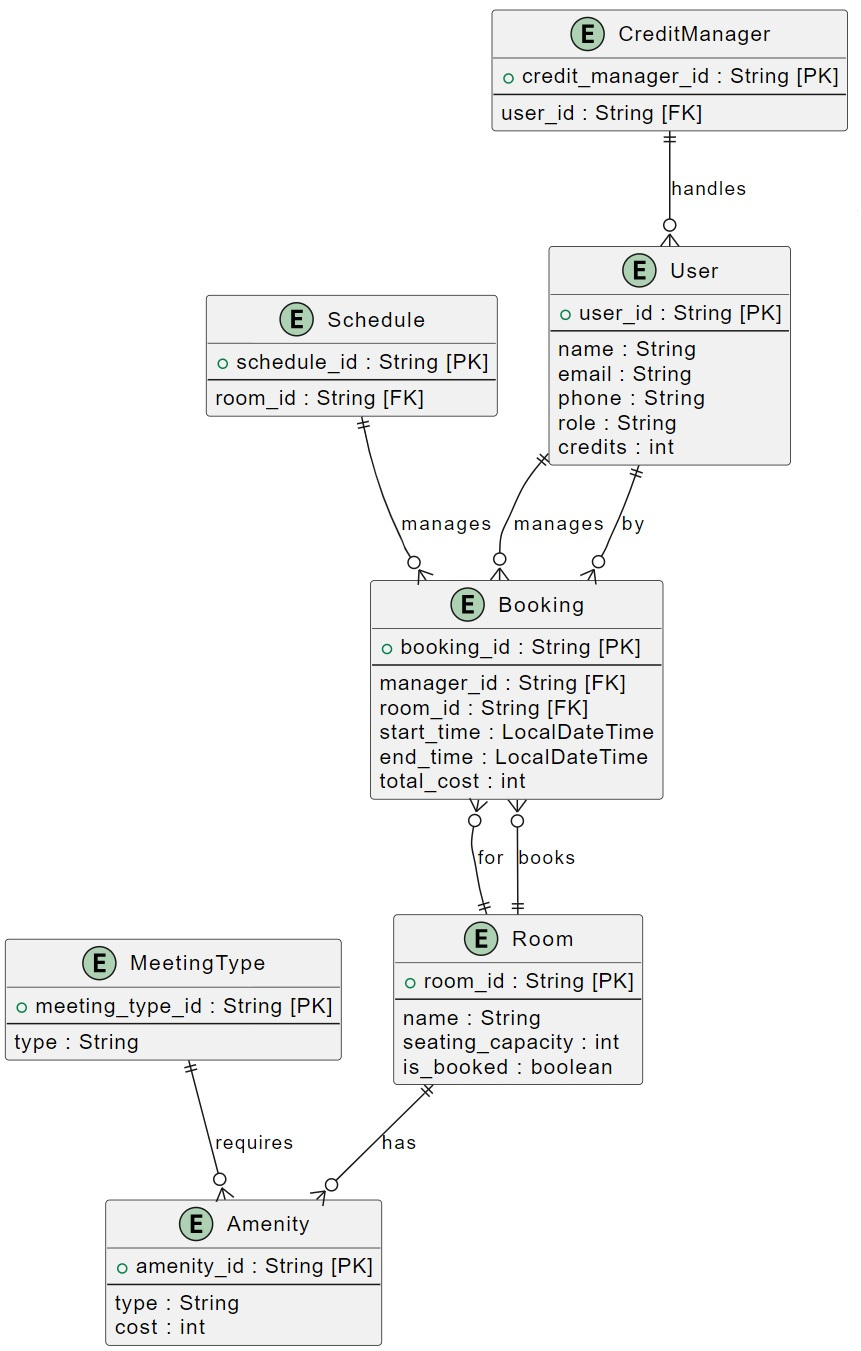 E CreditManager
credit_manager_id : String [PK]
user_id : String [FK]
handles
E User
user_id : String [PK]
name : String
email : String
phone : String
role : String
credits : int
E Schedule
schedule_id : String [PK]
room_id : String [FK]
manages
manages
by
E Booking
booking_id : String [PK]
manager_id : String [FK]
room_id : String [FK]
start_time : LocalDateTime
end_time : LocalDateTime
total_cost : int
for
books
E Room
room_id : String [PK]
name : String
seating_capacity : int
is_booked : boolean
E MeetingType
meeting_type_id : String [PK]
type : String
requires
has
E Amenity
amenity_id : String [PK]
type : String
cost : int